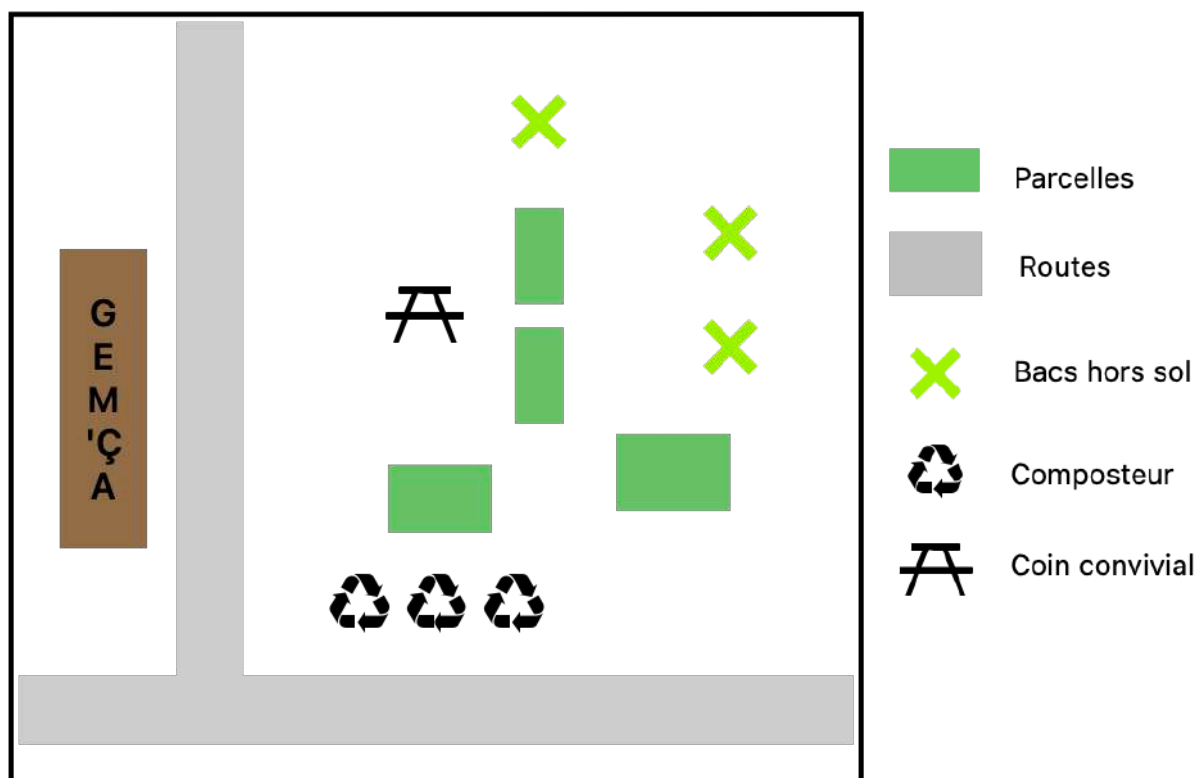 G
E
M
'Ç
A
Parcelles
Routes
Bacs hors sol
Composteur
Coin convivial